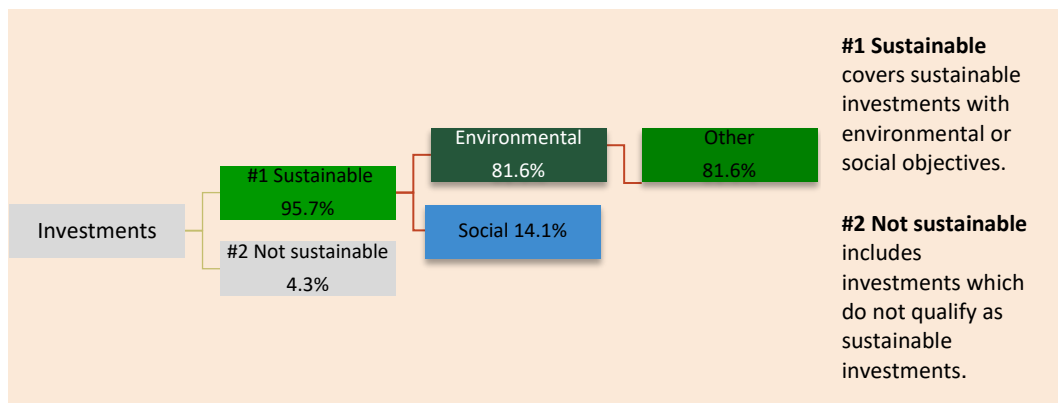 Investments
#1 Sustainable
95.7%
#2 Not sustainable
4.3%
Environmental
81.6%
Social 14.1%
Other
81.6%
#1 Sustainable
covers sustainable
investments with
environmental or
social objectives.
#2 Not sustainable
includes
investments which
do not qualify as
sustainable
investments.